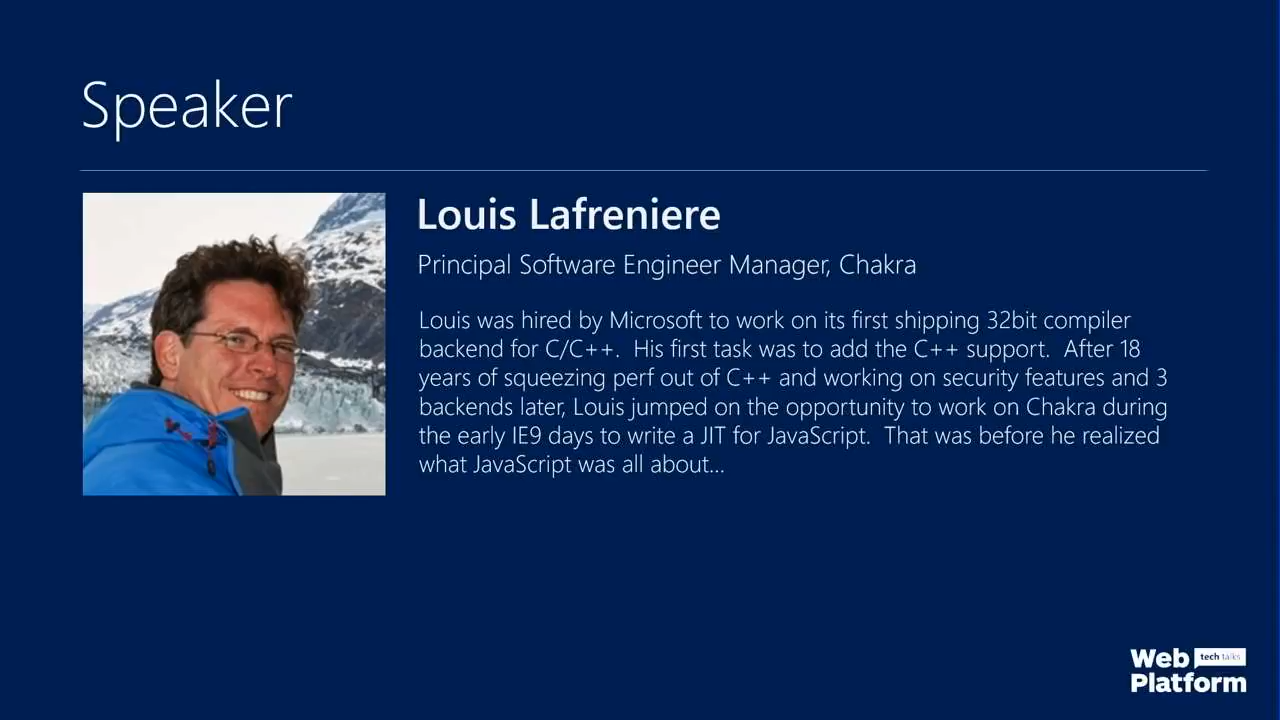 Speaker
Louis Lafreniere
Principal Software Engineer Manager, Chakra
Louis was hired by Microsoft to work on its first shipping 32bit compiler
backend for C/C++.  His first task was to add the C++ support.  After 18
years of squeezing perf out of C++ and working on security features and 3
backends later, Louis jumped on the opportunity to work on Chakra during
the early IE9 days to write a JIT for JavaScript.  That was before he realized
what JavaScript was all about...
Web tech talks
Platform